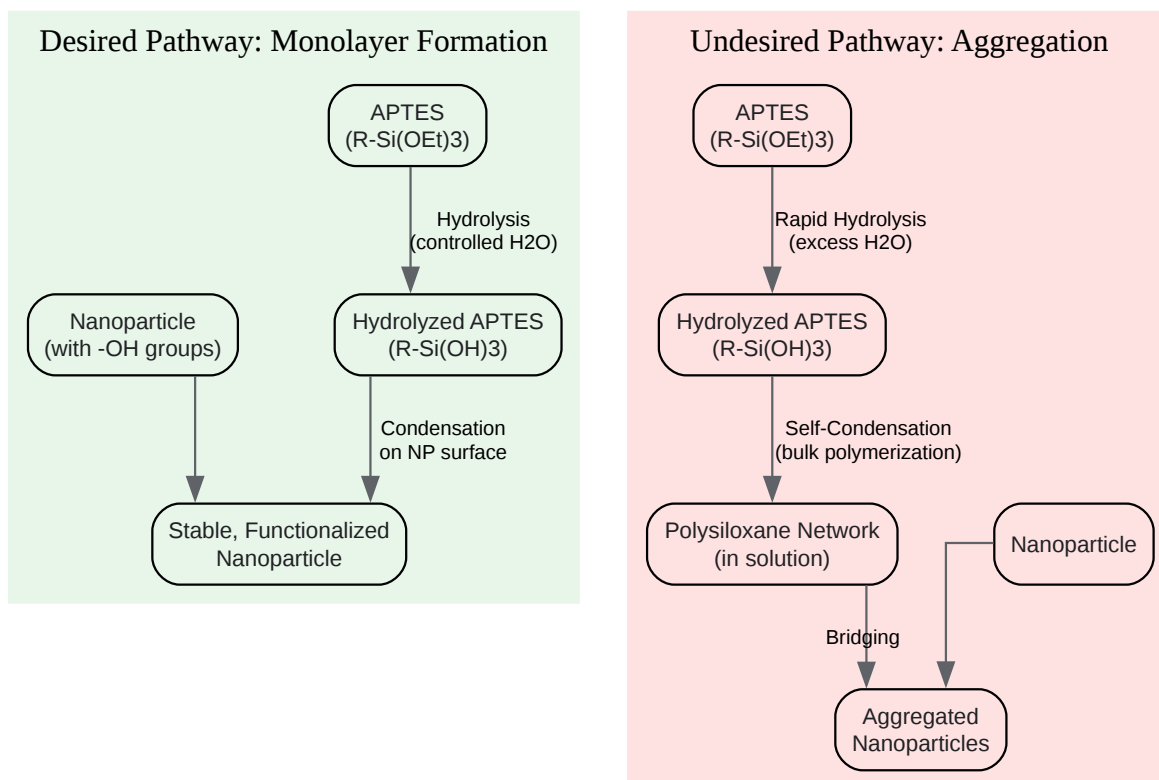 Desired Pathway: Monolayer Formation
APTES
(R-Si(OEt)3)
Hydrolysis
(controlled H2O)
Nanoparticle
(with -OH groups)
Hydrolyzed APTES
(R-Si(OH)3)
Condensation
on NP surface
Stable, Functionalized
Nanoparticle
Undesired Pathway: Aggregation
APTES
(R-Si(OEt)3)
Rapid Hydrolysis
(excess H2O)
Hydrolyzed APTES
(R-Si(OH)3)
Self-Condensation
(bulk polymerization)
Polysiloxane Network
(in solution)
Nanoparticle
Bridging
Aggregated
Nanoparticles